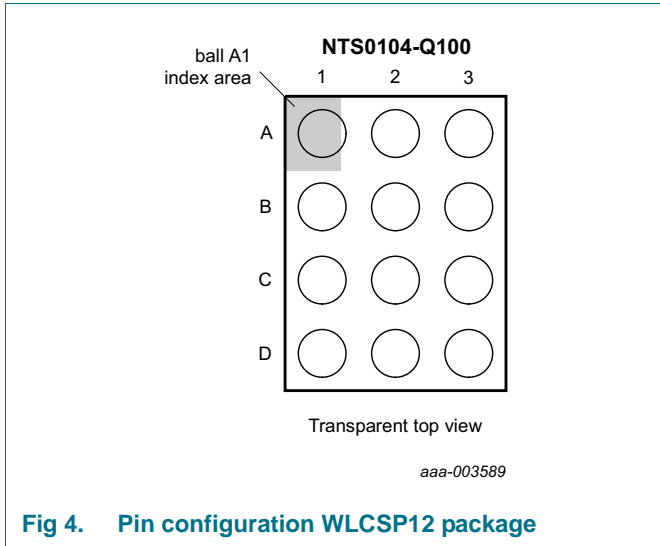 NTS0104-Q100
ball A1
index area
1 2 3
A
B
C
D
Transparent top view
aaa-003589
Fig 4. Pin configuration WLCSP12 package